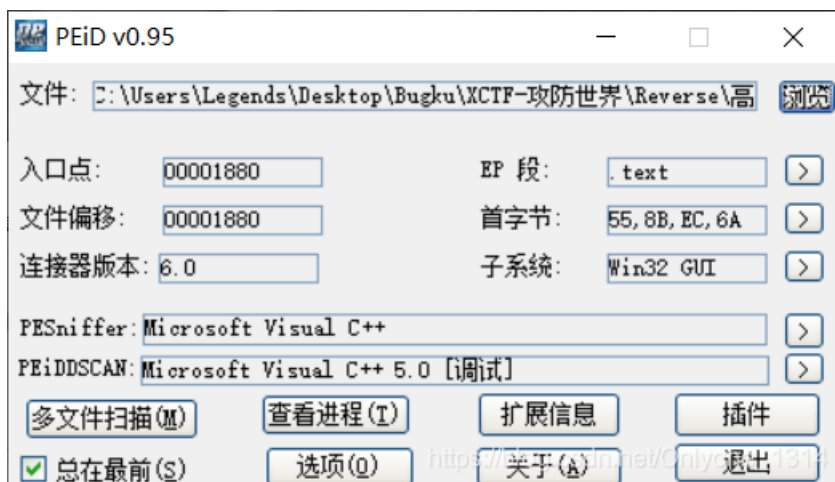 PEiD v0.95
文件: C:\Users\Legends\Desktop\Bugku\XCTF-攻防世界\Reverse\高 浏览
入口点: 00001880 EP 段: .text >
文件偏移: 00001880 首字节: 55,8B,EC,6A >
连接器版本: 6.0 子系统: Win32 GUI >
PESniffer: Microsoft Visual C++ >
PEiDDSCAN: Microsoft Visual C++ 5.0 [调试] >
多文件扫描(M) 查看进程(T) 扩展信息 插件
总在最前(S) 选项(O) 关于(A) 退出